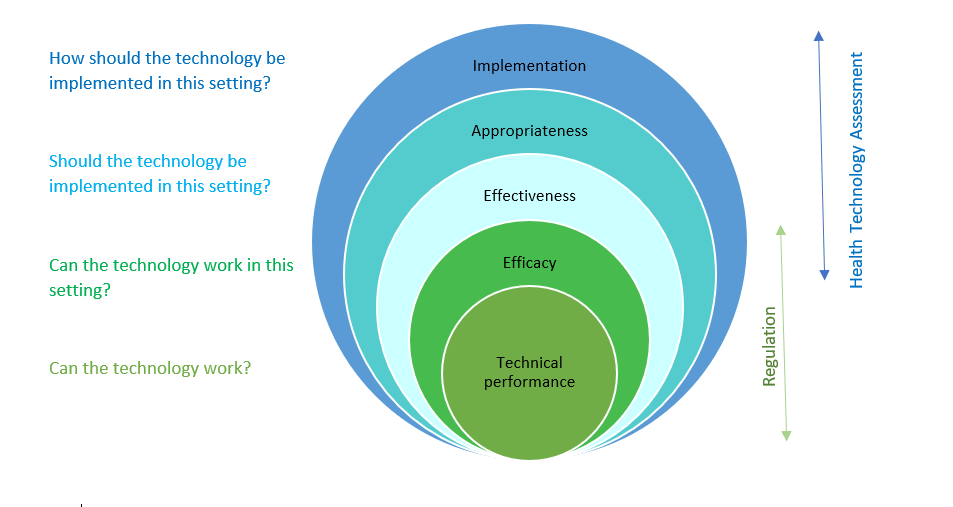 How should the technology be
implemented in this setting?
Should the technology be
implemented in this setting?
Can the technology work in this
setting?
Can the technology work?
Implementation
Appropriateness
Effectiveness
Efficacy
Technical
performance
Regulation
Health Technology Assessment